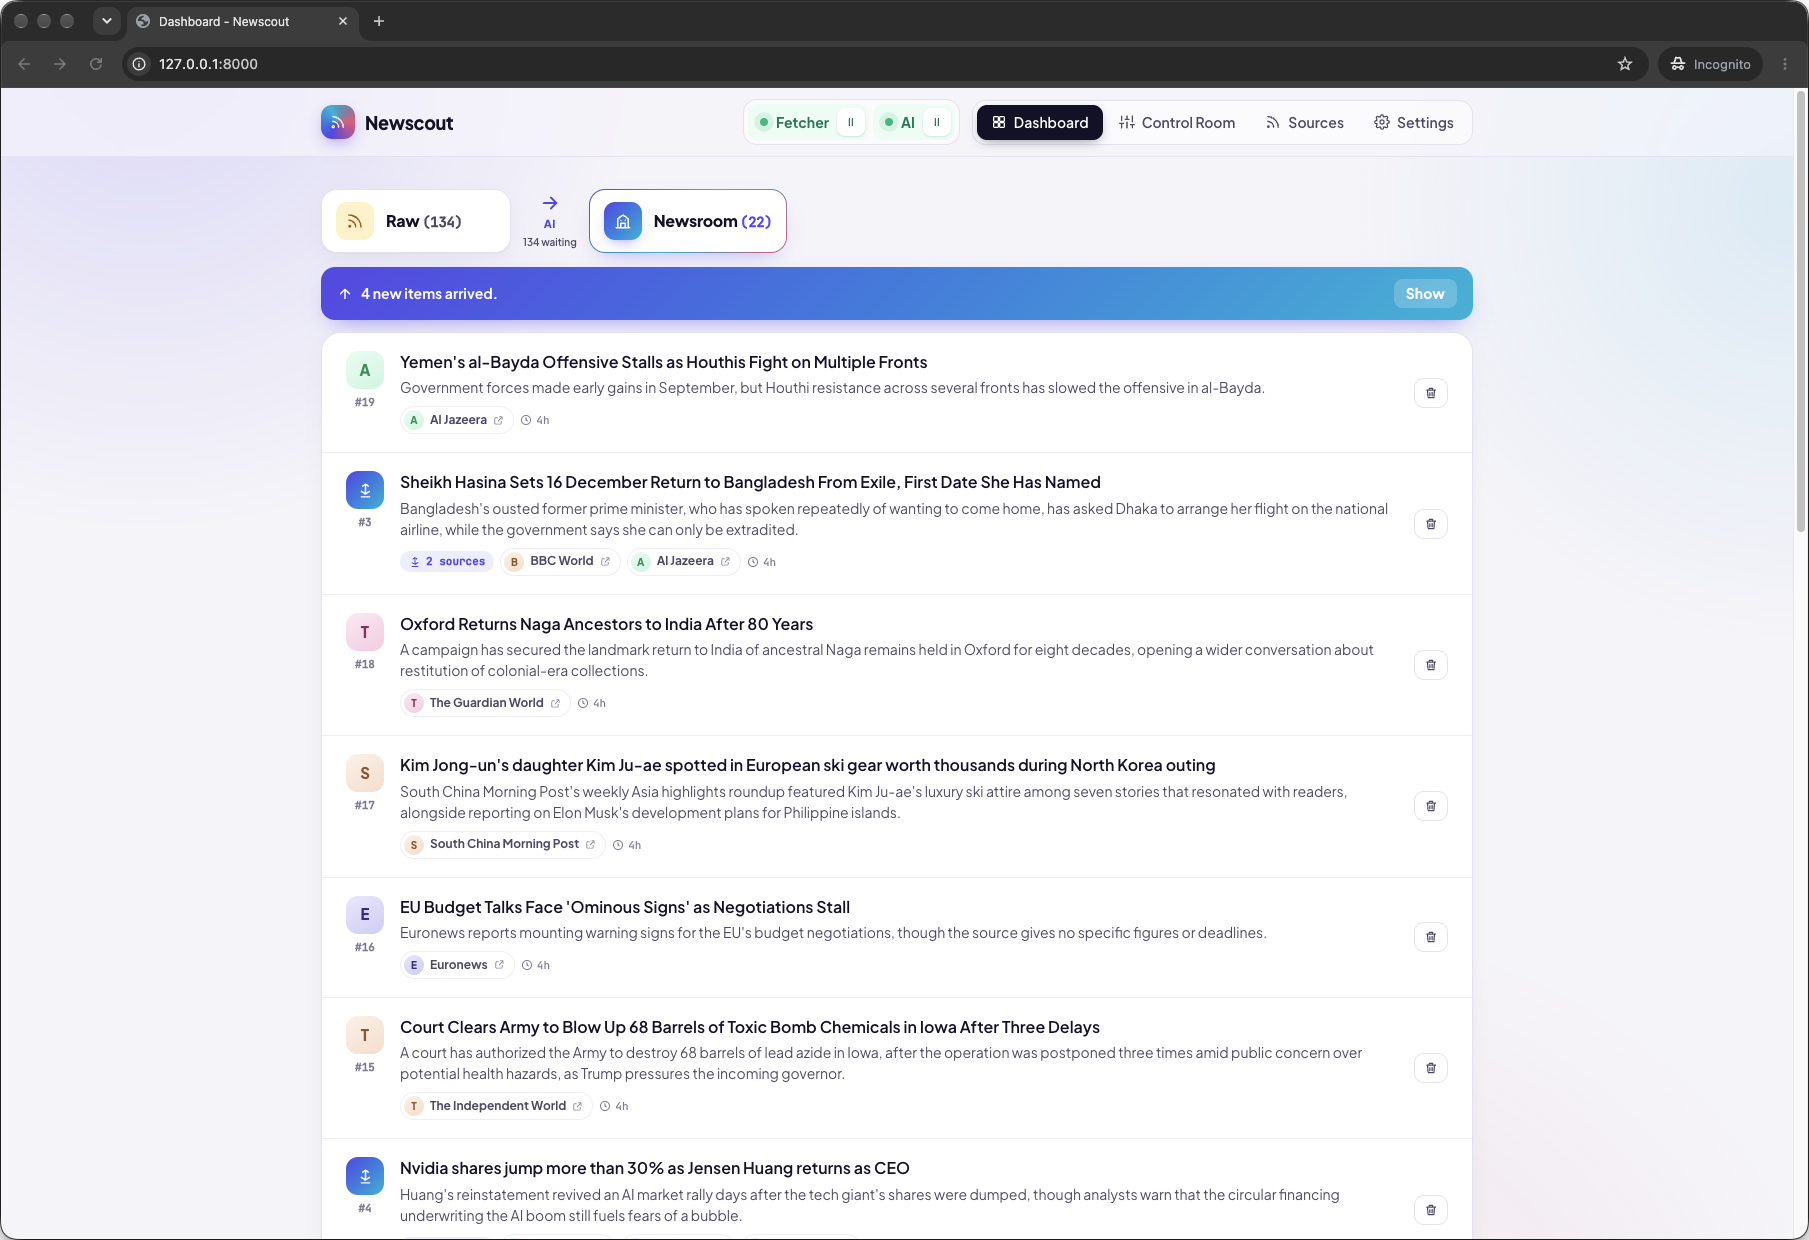 Dashboard - Newscout
127.0.0.1:8000
Incognito
Newscout
Fetcher
AI
Dashboard
Control Room
Sources
Settings
Raw (134)
AI
134 waiting
Newsroom (22)
4 new items arrived.
Show
A
Yemen's al-Bayda Offensive Stalls as Houthis Fight on Multiple Fronts
#19
Government forces made early gains in September, but Houthi resistance across several fronts has slowed the offensive in al-Bayda.
A Al Jazeera 4h
Sheikh Hasina Sets 16 December Return to Bangladesh From Exile, First Date She Has Named
#3
Bangladesh's ousted former prime minister, who has spoken repeatedly of wanting to come home, has asked Dhaka to arrange her flight on the national
airline, while the government says she can only be extradited.
2 sources B BBC World A Al Jazeera 4h
T
Oxford Returns Naga Ancestors to India After 80 Years
#18
A campaign has secured the landmark return to India of ancestral Naga remains held in Oxford for eight decades, opening a wider conversation about
restitution of colonial-era collections.
T The Guardian World 4h
S
Kim Jong-un's daughter Kim Ju-ae spotted in European ski gear worth thousands during North Korea outing
#17
South China Morning Post's weekly Asia highlights roundup featured Kim Ju-ae's luxury ski attire among seven stories that resonated with readers,
alongside reporting on Elon Musk's development plans for Philippine islands.
S South China Morning Post 4h
E
EU Budget Talks Face 'Ominous Signs' as Negotiations Stall
#16
Euronews reports mounting warning signs for the EU's budget negotiations, though the source gives no specific figures or deadlines.
E Euronews 4h
T
Court Clears Army to Blow Up 68 Barrels of Toxic Bomb Chemicals in Iowa After Three Delays
#15
A court has authorized the Army to destroy 68 barrels of lead azide in Iowa, after the operation was postponed three times amid public concern over
potential health hazards, as Trump pressures the incoming governor.
T The Independent World 4h
Nvidia shares jump more than 30% as Jensen Huang returns as CEO
#4
Huang's reinstatement revived an AI market rally days after the tech giant's shares were dumped, though analysts warn that the circular financing
underwriting the AI boom still fuels fears of a bubble.